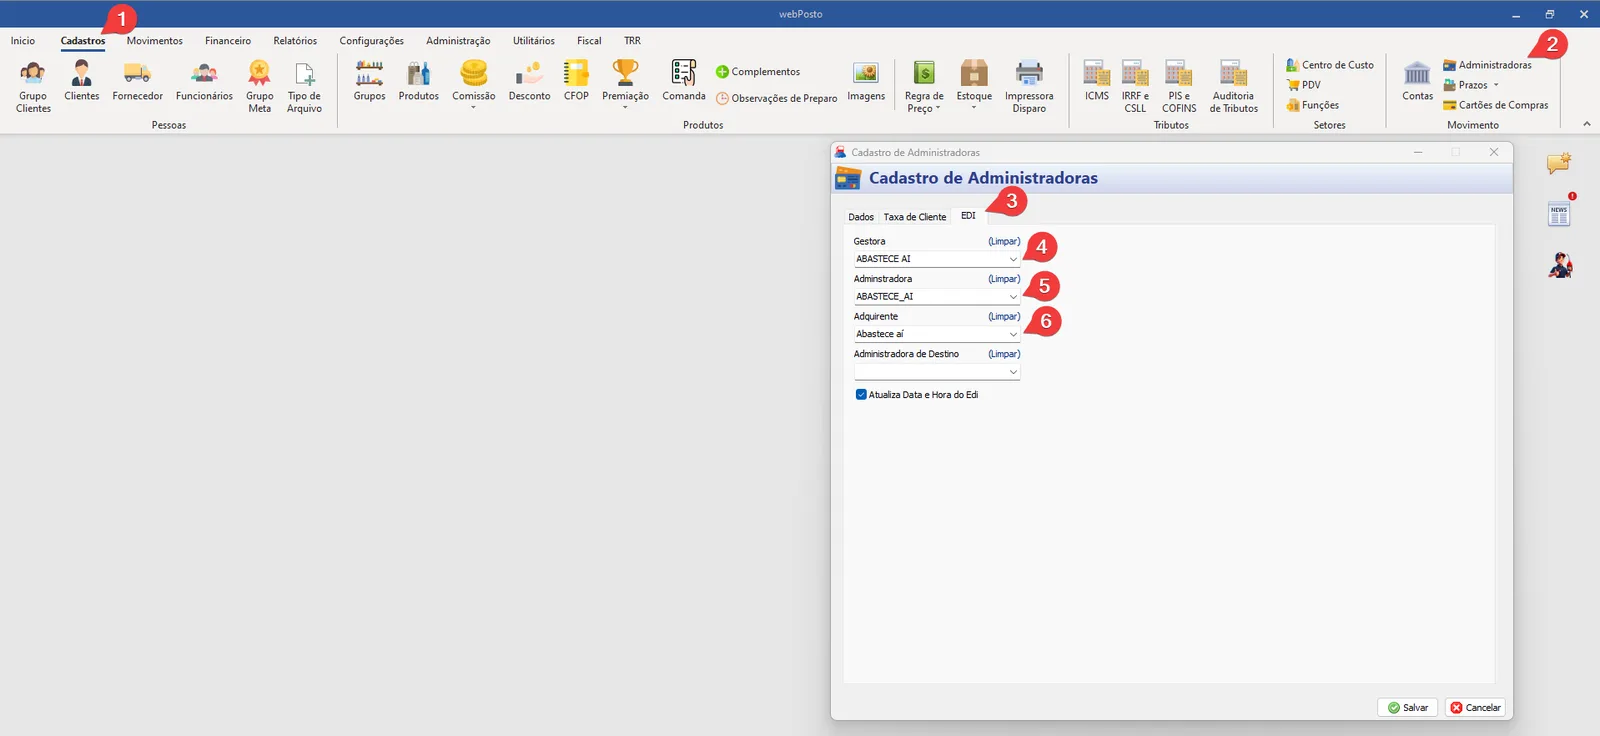 webPosto
1
2
Inicio Cadastros Movimentos Financeiro Relatórios Configurações Administração Utilitários Fiscal TRR
Grupo Clientes
Clientes
Fornecedor
Funcionários
Grupo Meta
Tipo de Arquivo
Pessoas
Grupos
Produtos
Comissão
Desconto
CFOP
Premiação
Comanda
Complementos
Observações de Preparo
Imagens
Regra de Preço
Estoque
Impressora Disparo
Produtos
ICMS
IRRF e CSLL
PIS e COFINS
Auditoria de Tributos
Tributos
Centro de Custo
PDV
Funções
Setores
Contas
Administradoras
Prazos
Cartões de Compras
Movimento
NEWS
!
Cadastro de Administradoras
Cadastro de Administradoras
Dados Taxa de Cliente EDI
3
Gestora (Limpar)
ABASTECE AI
4
Adminstradora (Limpar)
ABASTECE_AI
5
Adquirente (Limpar)
Abastece aí
6
Administradora de Destino (Limpar)
Atualiza Data e Hora do Edi
Salvar Cancelar